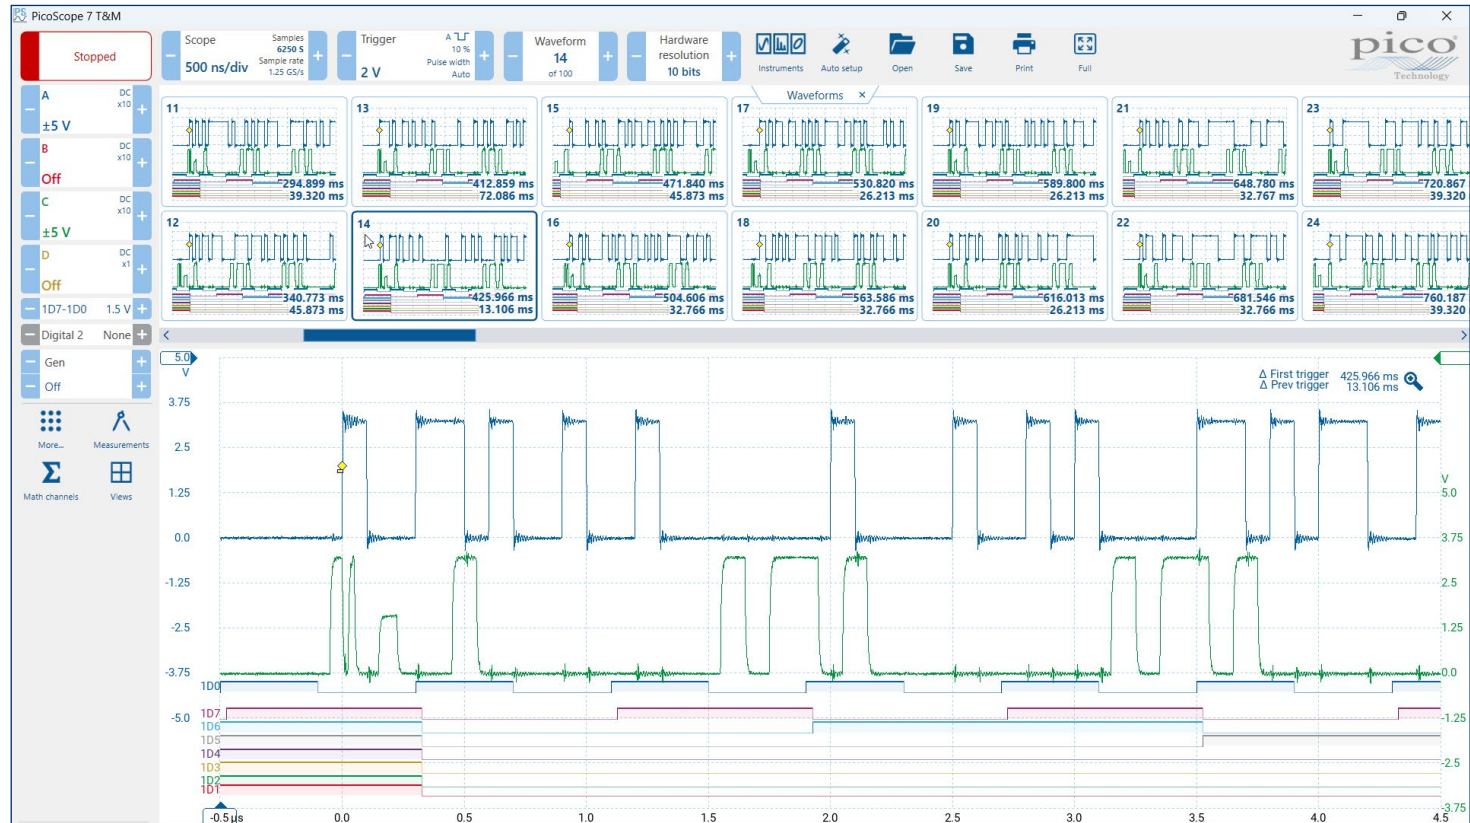 PicoScope 7 T&M
Stopped
Scope
500 ns/div
Samples
6250 S
Sample rate
1.25 GS/s
Trigger
2 V
A
10 %
Pulse width
Auto
Waveform
14
of 100
Hardware
resolution
10 bits
Instruments
Auto setup
Open
Save
Print
Full
pico
Technology
A
DC
x10
±5 V
B
DC
x10
Off
C
DC
x10
±5 V
D
DC
x1
Off
1D7-1D0 1.5 V
Digital 2 None
Gen
Off
More...
Measurements
Math channels
Views
Waveforms ×
11
294.899 ms
39.320 ms
13
412.859 ms
72.086 ms
15
471.840 ms
45.873 ms
17
530.820 ms
26.213 ms
19
589.800 ms
26.213 ms
21
648.780 ms
32.767 ms
23
720.867
39.320
12
340.773 ms
45.873 ms
14
425.966 ms
13.106 ms
16
504.606 ms
32.766 ms
18
563.586 ms
32.766 ms
20
616.013 ms
26.213 ms
22
681.546 ms
32.766 ms
24
760.187
39.320
Δ First trigger 425.966 ms
Δ Prev trigger 13.106 ms
5.0
V
3.75
2.5
1.25
0.0
-1.25
-2.5
-3.75
-5.0
V
5.0
3.75
2.5
1.25
0.0
-1.25
-2.5
-3.75
1D0
1D7
1D6
1D5
1D4
1D3
1D2
1D1
-0.5 µs 0.0 0.5 1.0 1.5 2.0 2.5 3.0 3.5 4.0 4.5